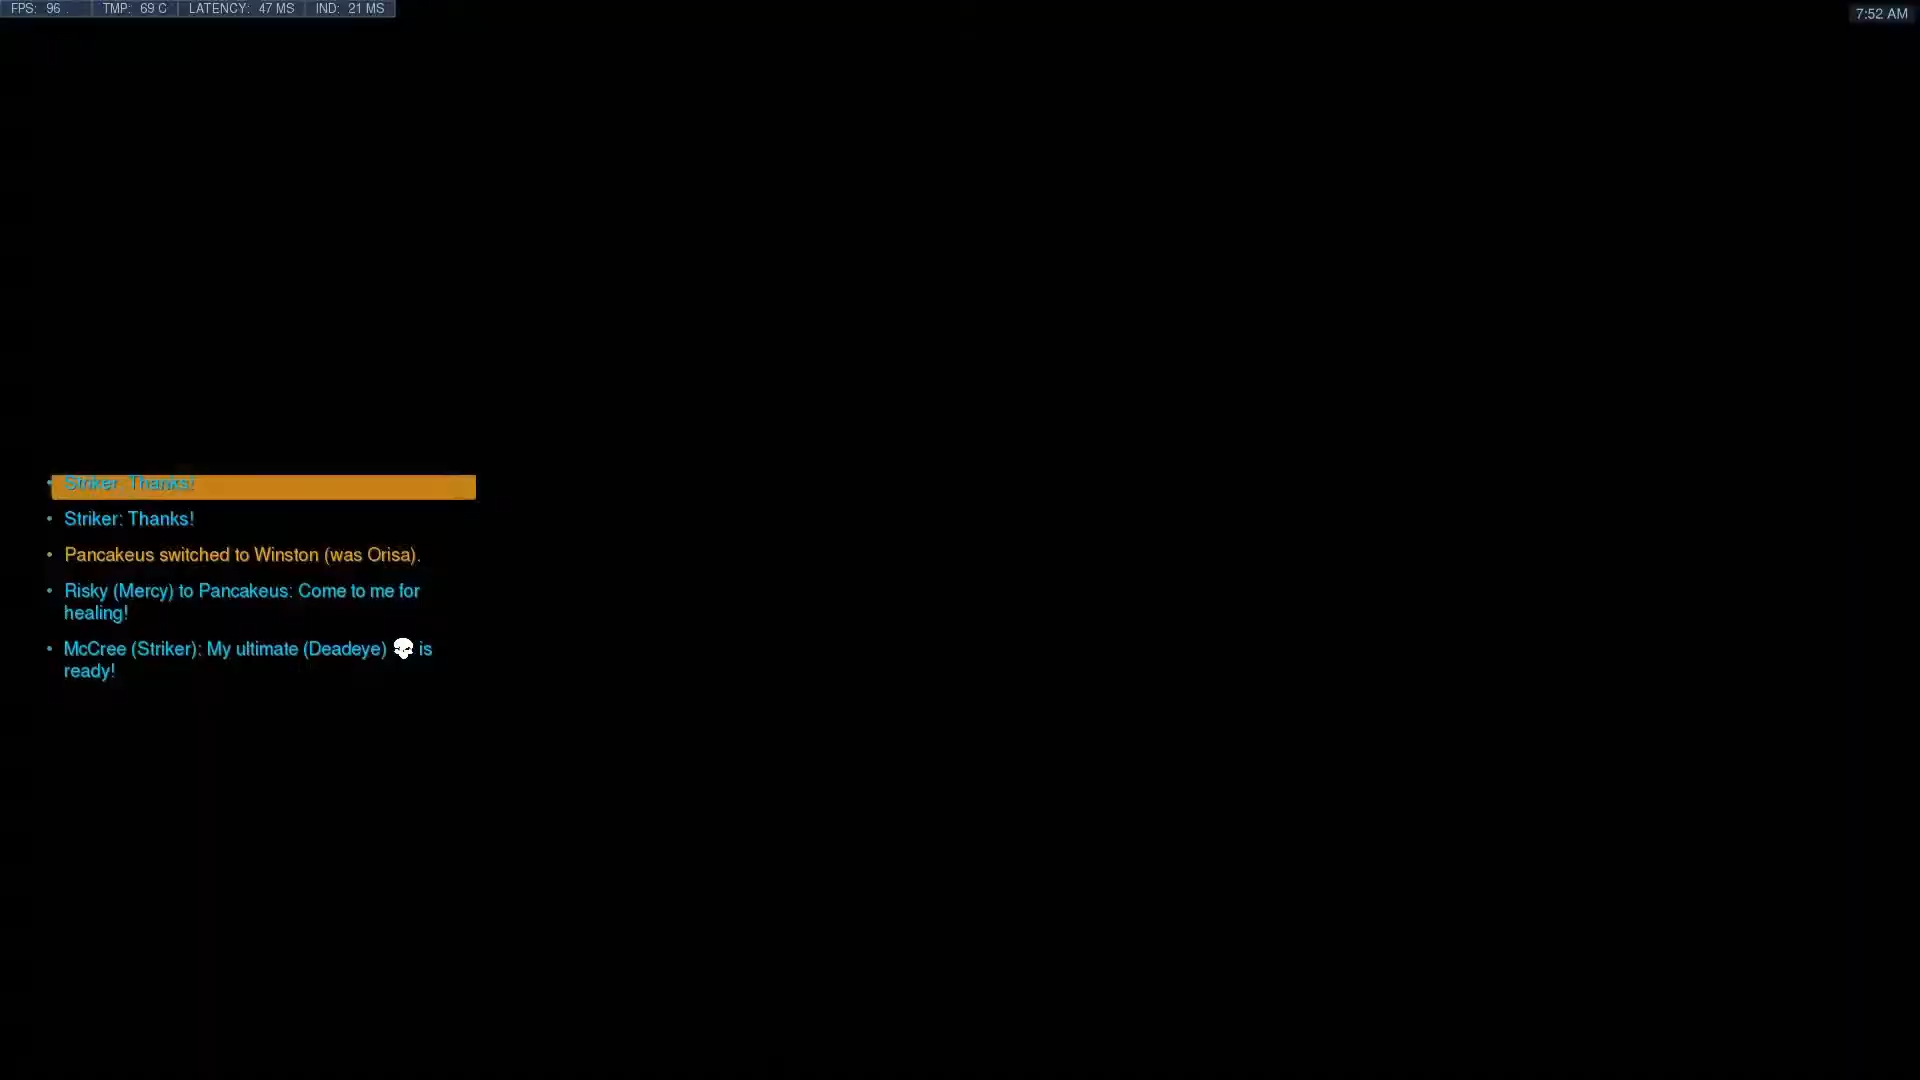 FPS: 96 TMP: 69 C LATENCY: 47 MS IND: 21 MS
7:52 AM
• Striker: Thanks!
• Striker: Thanks!
• Pancakeus switched to Winston (was Orisa).
• Risky (Mercy) to Pancakeus: Come to me for
healing!
• McCree (Striker): My ultimate (Deadeye) is
ready!